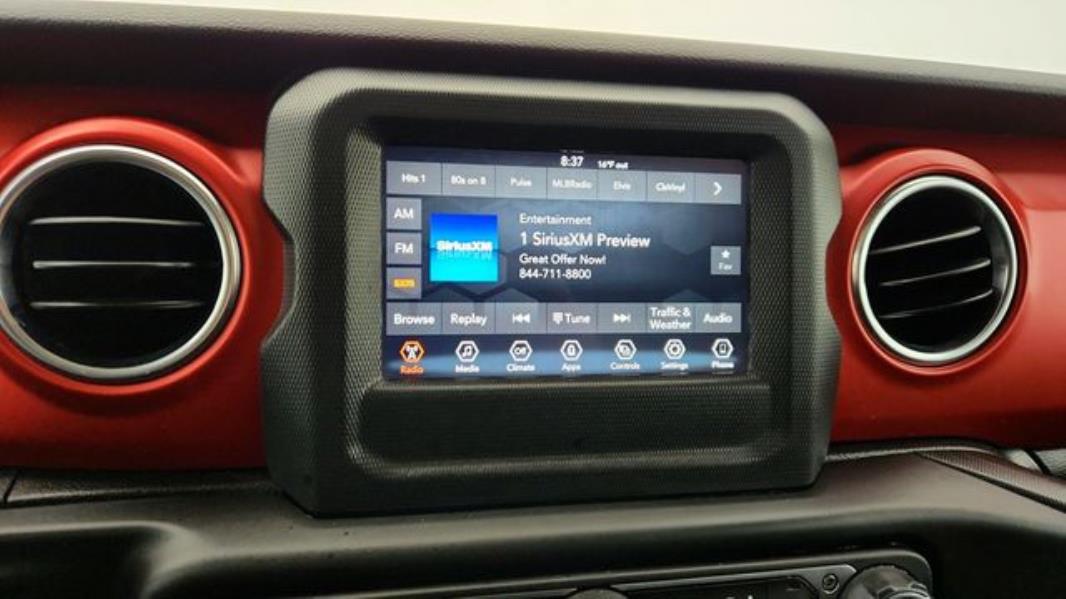 8:37 16°F out
Hits 1 80s on 8 Pulse MLBRadio Elvis ClsVinyl
AM
FM
SXM
SiriusXM
Entertainment
1 SiriusXM Preview
Great Offer Now!
844-711-8800
Fav
Browse Replay Tune Traffic & Weather Audio
Radio Media Off Climate Apps Controls Settings Phone